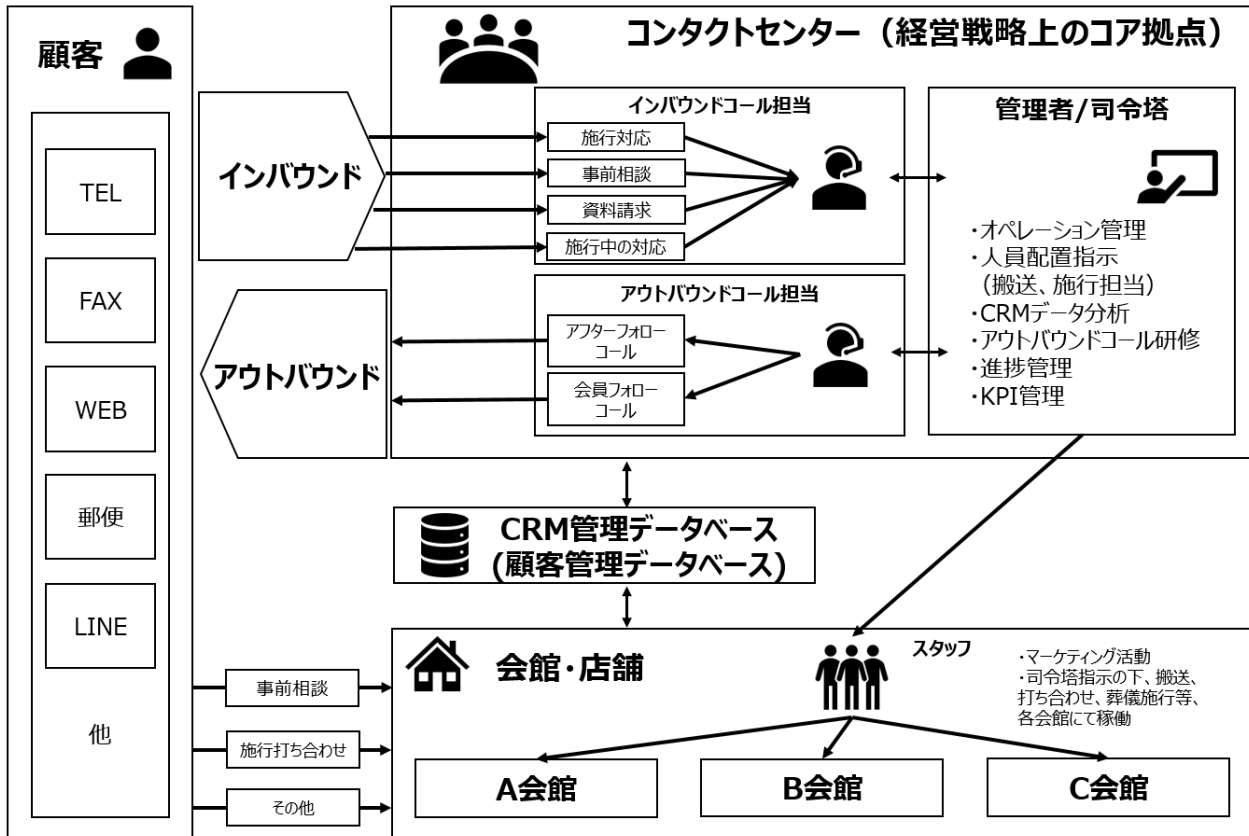 顧客
TEL
FAX
WEB
郵便
LINE
他
インバウンド
アウトバウンド
コンタクトセンター（経営戦略上のコア拠点）
インバウンドコール担当
施行対応
事前相談
資料請求
施行中の対応
アウトバウンドコール担当
アフターフォロー
コール
会員フォロー
コール
管理者/司令塔
・オペレーション管理
・人員配置指示
（搬送、施行担当）
・CRMデータ分析
・アウトバウンドコール研修
・進捗管理
・KPI管理
CRM管理データベース
(顧客管理データベース)
事前相談
施行打ち合わせ
その他
会館・店舗
スタッフ
・マーケティング活動
・司令塔指示の下、搬送、
打ち合わせ、葬儀施行等、
各会館にて稼働
A会館
B会館
C会館